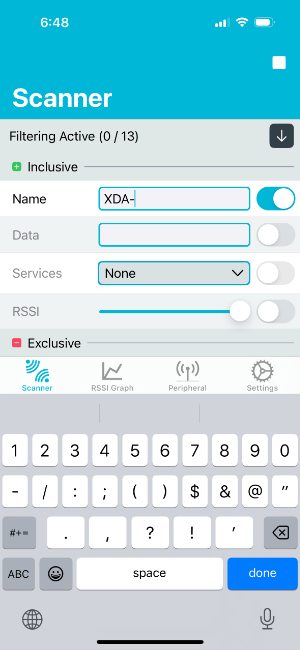 6:48
Scanner
Filtering Active (0 / 13)
Inclusive
Name XDA-
Data
Services None
RSSI
Exclusive
Scanner RSSI Graph Peripheral Settings
1 2 3 4 5 6 7 8 9 0
- / : ; ( ) $ & @ "
#+= . , ? ! '
ABC space done